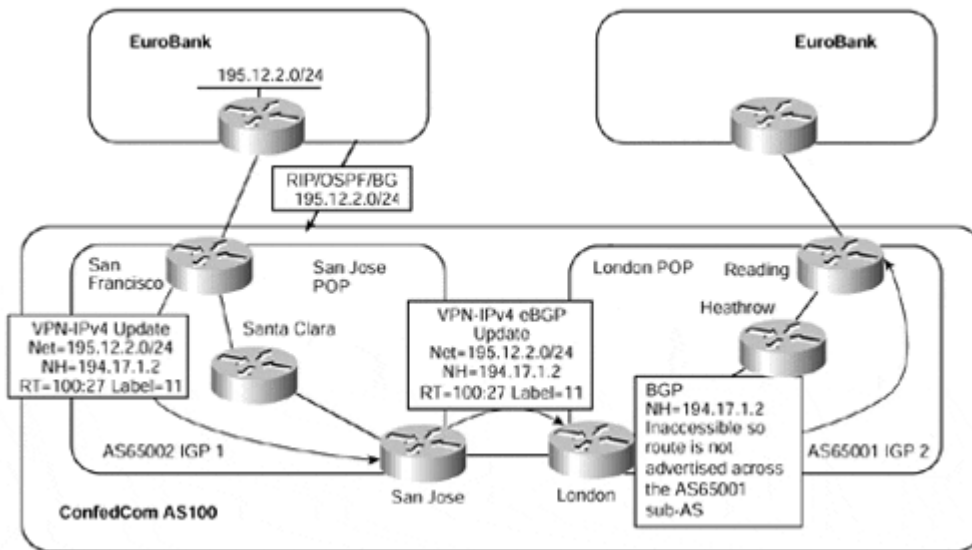 EuroBank
195.12.2.0/24
EuroBank
RIP/OSPF/BG
195.12.2.0/24
San
Francisco
San Jose
POP
London POP
Reading
Heathrow
VPN-IPv4 Update
Net=195.12.2.0/24
NH=194.17.1.2
RT=100:27 Label=11
Santa Clara
VPN-IPv4 eBGP
Update
Net=195.12.2.0/24
NH=194.17.1.2
RT=100:27 Label=11
BGP
NH=194.17.1.2
Inaccessible so
route is not
advertised across
the AS65001
sub-AS
AS65002 IGP 1
AS65001 IGP 2
San Jose
London
ConfedCom AS100